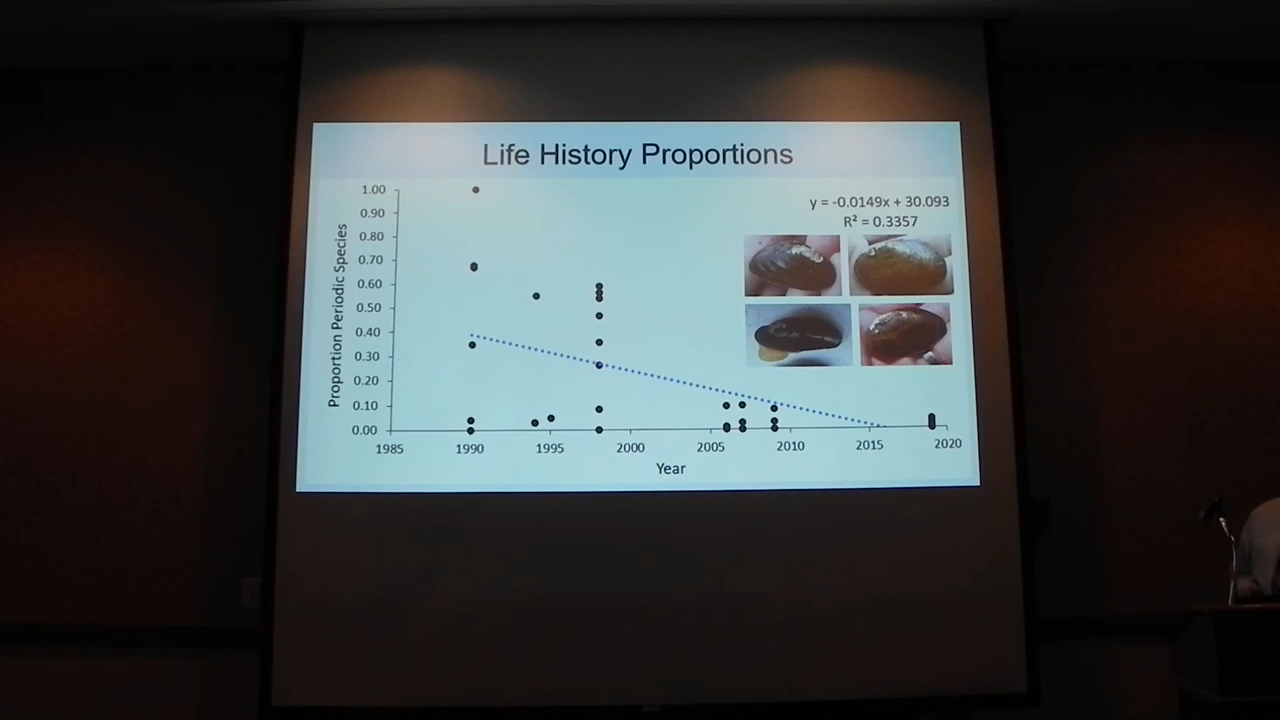 Life History Proportions
y = -0.0149x + 30.093
R² = 0.3357
Proportion Periodic Species
1.00
0.90
0.80
0.70
0.60
0.50
0.40
0.30
0.20
0.10
0.00
1985 1990 1995 2000 2005 2010 2015 2020
Year